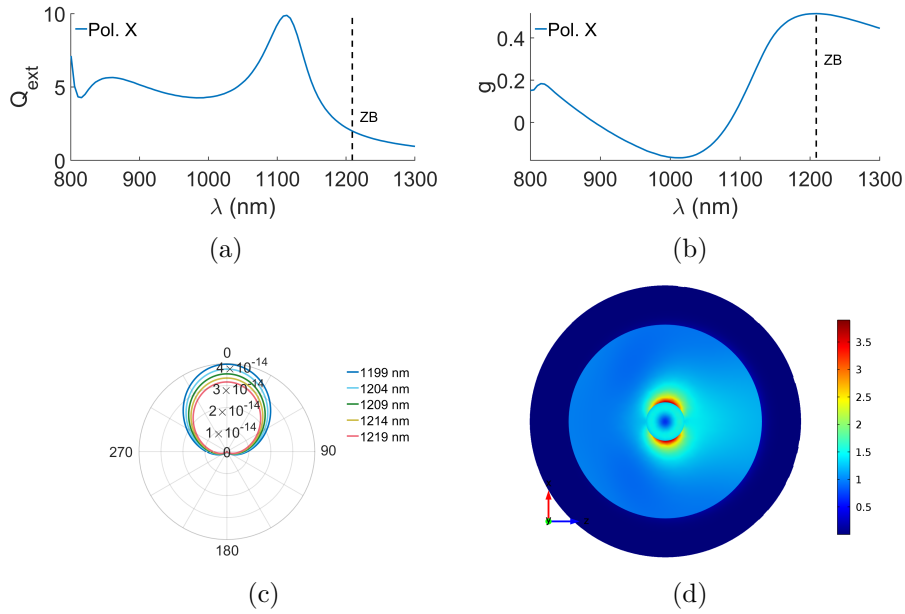 10
5
0
Q_ext
Pol. X
ZB
800 900 1000 1100 1200 1300
λ (nm)
(a)
0.4
0.2
0
g
Pol. X
ZB
800 900 1000 1100 1200 1300
λ (nm)
(b)
0
4×10^-14
3×10^-14
2×10^-14
1×10^-14
0
270
90
180
1199 nm
1204 nm
1209 nm
1214 nm
1219 nm
(c)
3.5
3
2.5
2
1.5
1
0.5
y
(d)